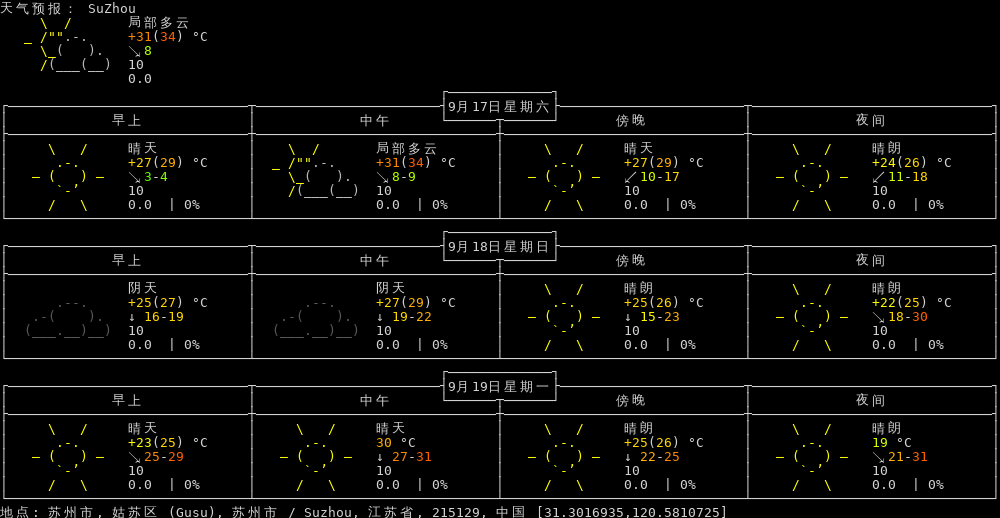 天气预报: SuZhou
局部多云
+31(34) °C
↘ 8
10
0.0
9月17日星期六
早上 中午 傍晚 夜间
晴天 局部多云 晴天 晴朗
+27(29) °C +31(34) °C +27(29) °C +24(26) °C
↘ 3-4 ↘ 8-9 ↙ 10-17 ↙ 11-18
10 10 10 10
0.0 | 0% 0.0 | 0% 0.0 | 0% 0.0 | 0%
9月18日星期日
早上 中午 傍晚 夜间
阴天 阴天 晴朗 晴朗
+25(27) °C +27(29) °C +25(26) °C +22(25) °C
↓ 16-19 ↓ 19-22 ↓ 15-23 ↘ 18-30
10 10 10 10
0.0 | 0% 0.0 | 0% 0.0 | 0% 0.0 | 0%
9月19日星期一
早上 中午 傍晚 夜间
晴天 晴天 晴朗 晴朗
+23(25) °C 30 °C +25(26) °C 19 °C
↘ 25-29 ↓ 27-31 ↓ 22-25 ↘ 21-31
10 10 10 10
0.0 | 0% 0.0 | 0% 0.0 | 0% 0.0 | 0%
地点: 苏州市, 姑苏区 (Gusu), 苏州市 / Suzhou, 江苏省, 215129, 中国 [31.3016935,120.5810725]